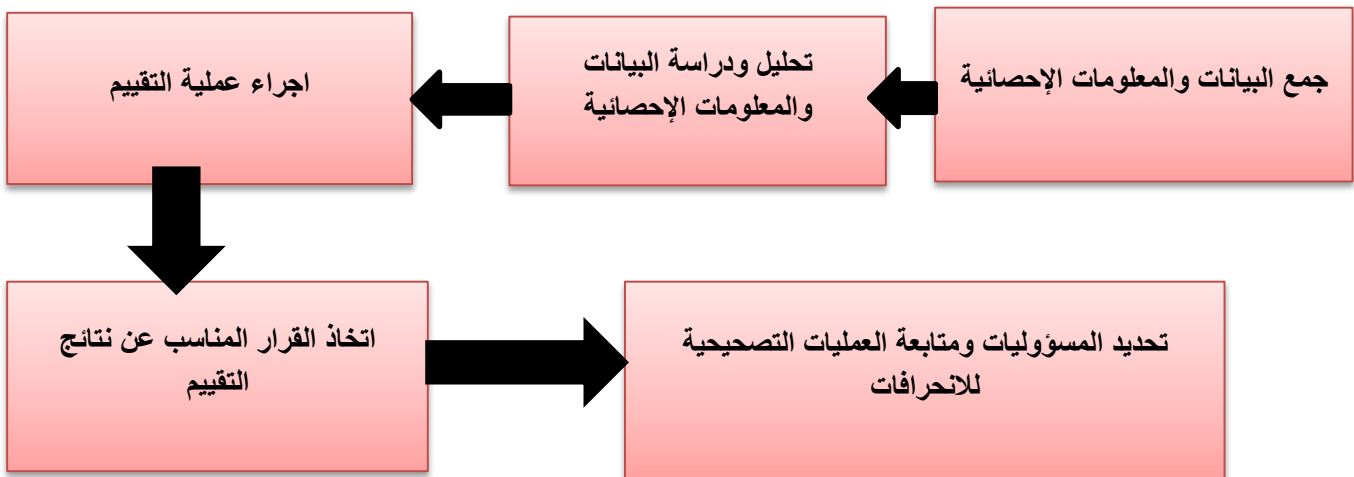 جمع البيانات والمعلومات الإحصائية
تحليل ودراسة البيانات
والمعلومات الإحصائية
اجراء عملية التقييم
اتخاذ القرار المناسب عن نتائج
التقييم
تحديد المسؤوليات ومتابعة العمليات التصحيحية
للانحرافات